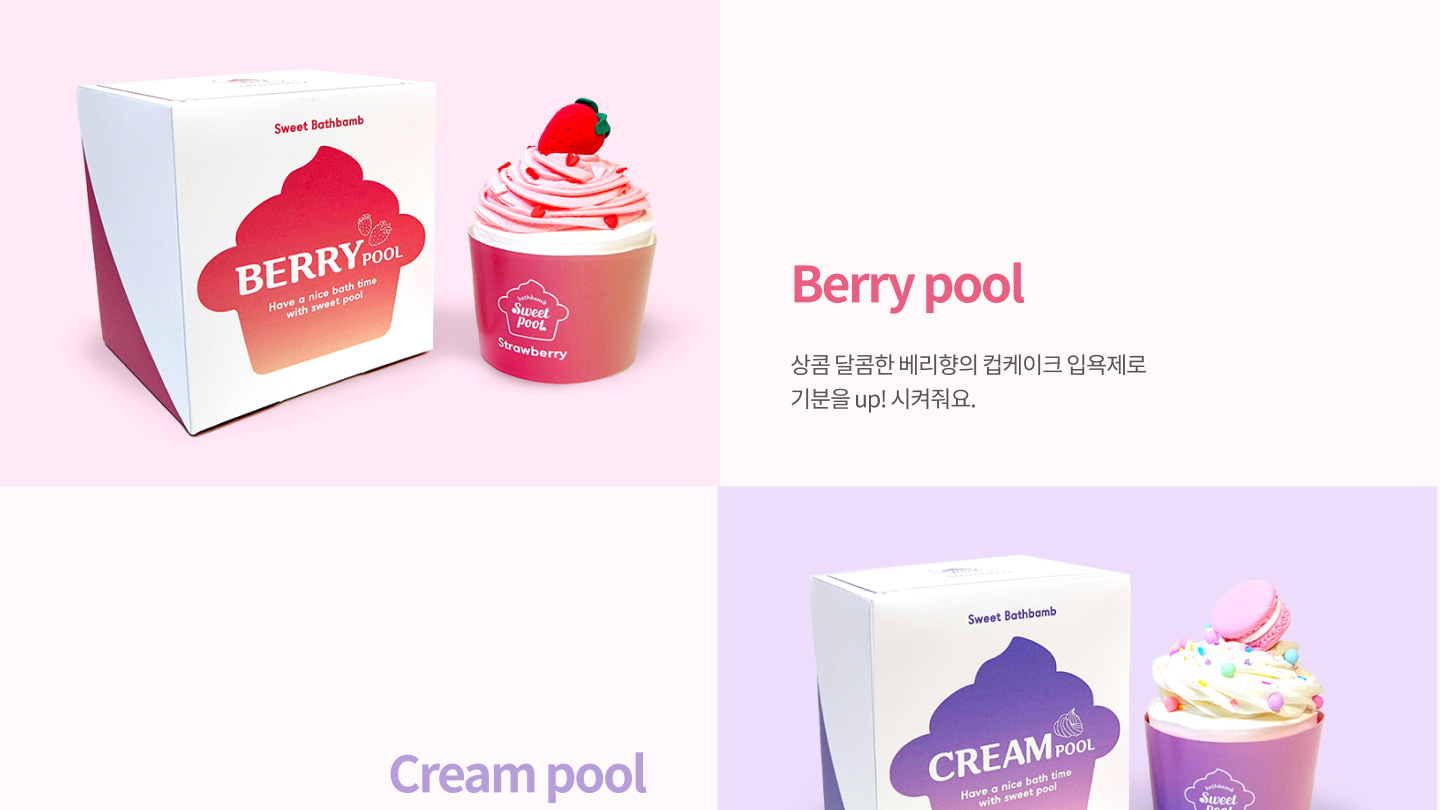 Sweet Bathbamb
BERRY POOL
Have a nice bath time
with sweet pool
bathbamb
Sweet
pool
Strawberry
Berry pool
상콤 달콤한 베리향의 컵케이크 입욕제로
기분을 up! 시켜줘요.
Cream pool
Sweet Bathbamb
CREAM POOL
Have a nice bath time
with sweet pool
bathbamb
Sweet
pool